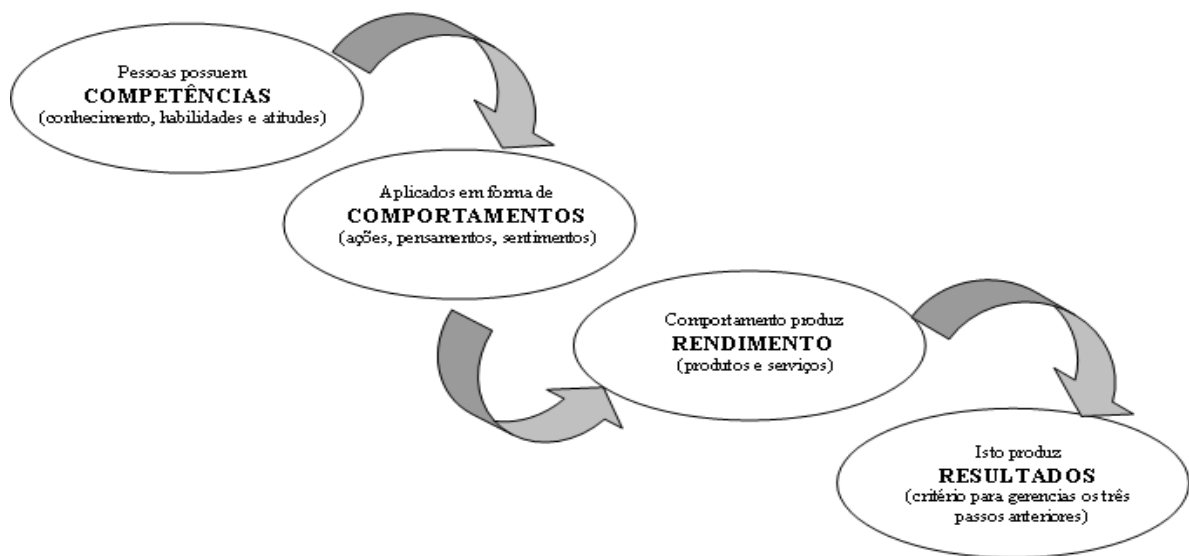 Pessoas possuem
COMPETÊNCIAS
(conhecimento, habilidades e atitudes)
Aplicados em forma de
COMPORTAMENTOS
(ações, pensamentos, sentimentos)
Comportamento produz
RENDIMENTO
(produtos e serviços)
Isto produz
RESULTADOS
(critério para gerencias os três
passos anteriores)